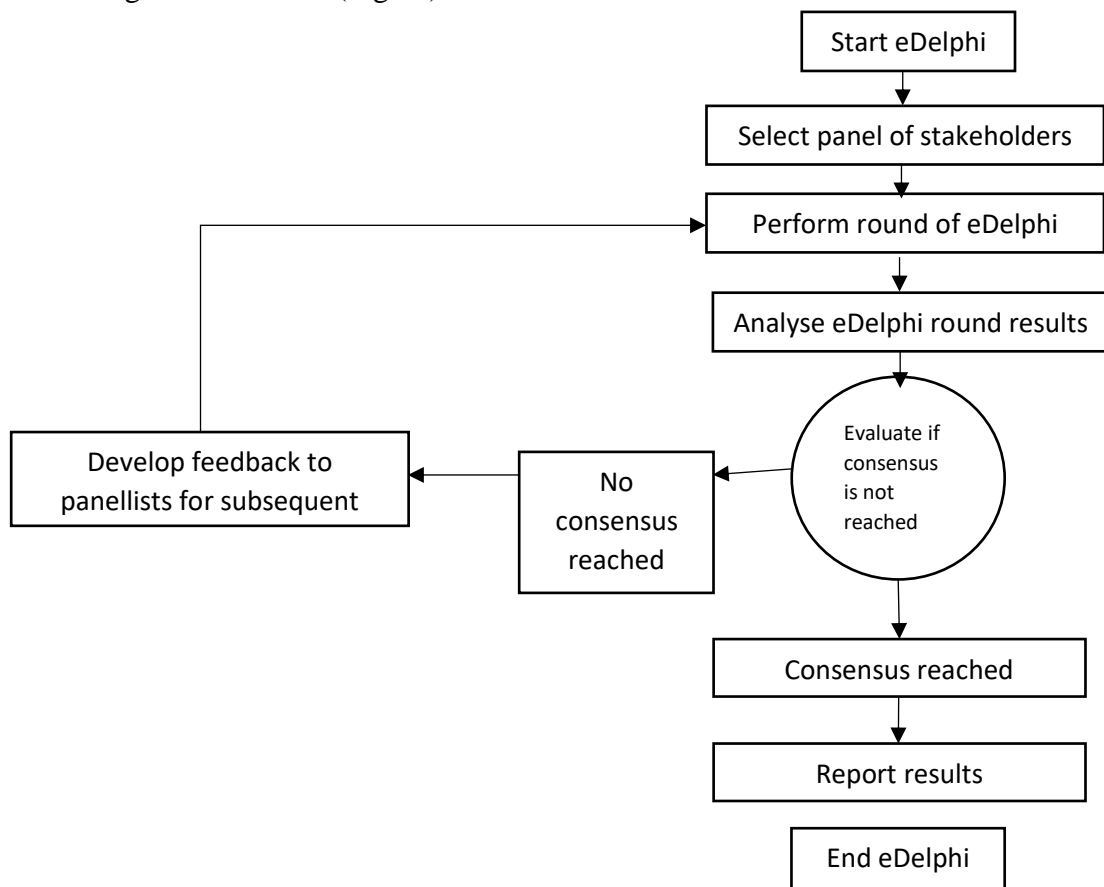 Start eDelphi
Select panel of stakeholders
Perform round of eDelphi
Analyse eDelphi round results
Evaluate if
consensus
is not
reached
No
consensus
reached
Develop feedback to
panellists for subsequent
Consensus reached
Report results
End eDelphi